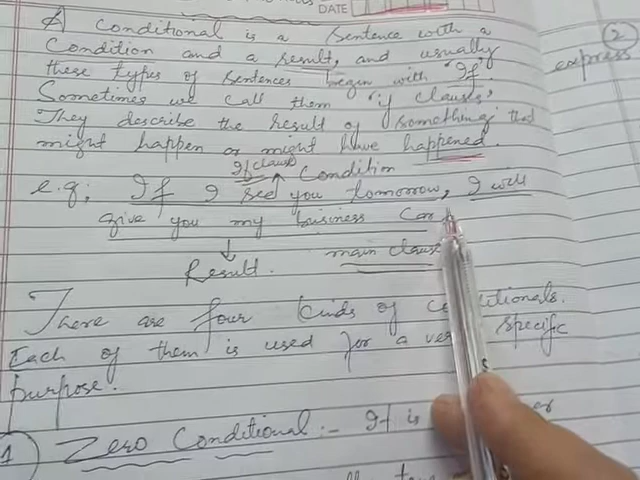 DATE
A conditional is a sentence with a
Condition and a result, and usually
these types of sentences begin with "If".
Sometimes we call them 'if clauses'
They describe the result of something that
might happen or might have happened.
If clause Condition
e.g; If I see you tomorrow, I will
give you my business Car
Result. main clause
There are four kinds of conditionals.
Each of them is used for a very specific
purpose.
1 Zero Conditional :- It is
2
express